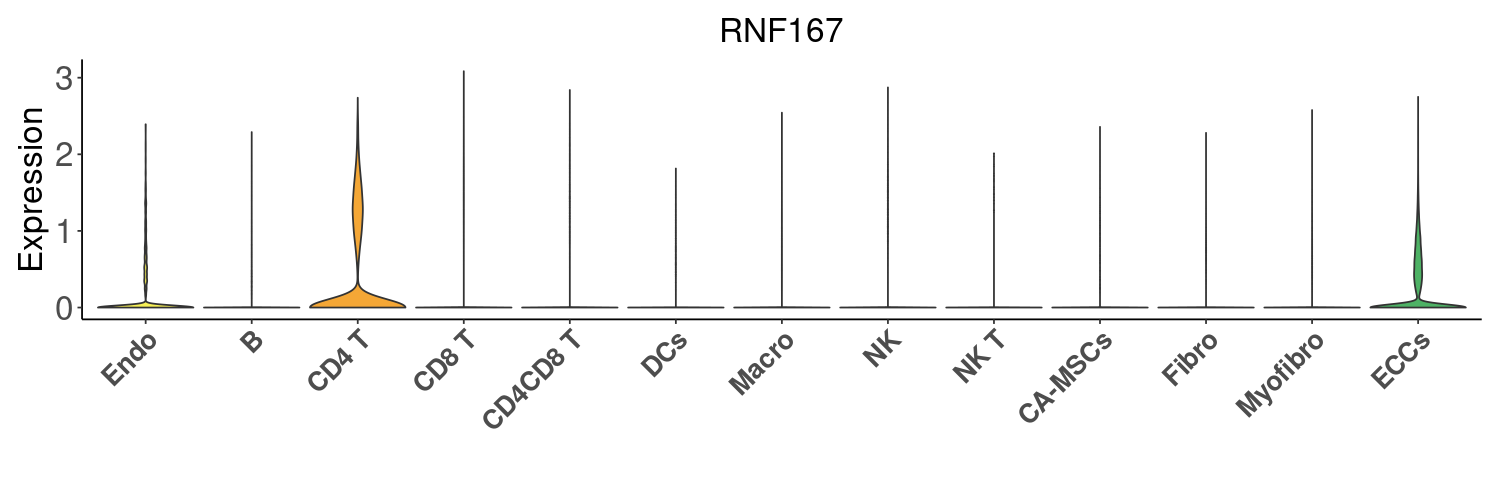 RNF167
Expression
3
2
1
0
Endo
B
CD4 T
CD8 T
CD4CD8 T
DCs
Macro
NK
NK T
CA-MSCs
Fibro
Myofibro
ECCs